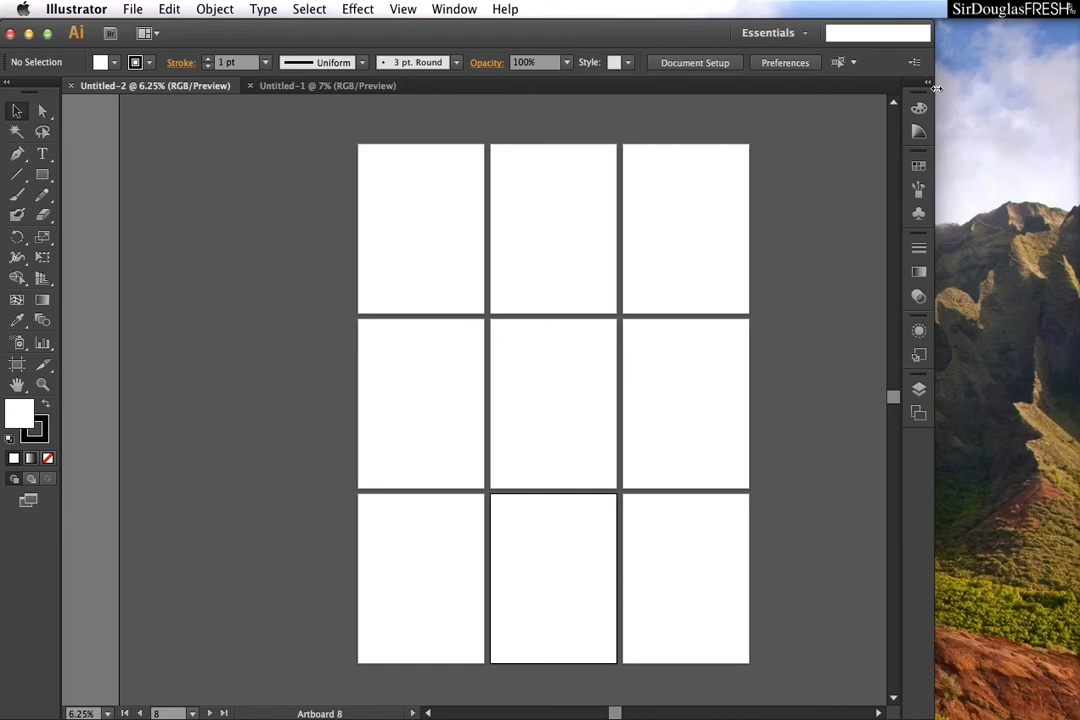 Illustrator File Edit Object Type Select Effect View Window Help
SirDouglasFRESH
Ai Br Essentials
No Selection Stroke: 1 pt Uniform 3 pt. Round Opacity: 100% Style: Document Setup Preferences
× Untitled-2 @ 6.25% (RGB/Preview) × Untitled-1 @ 7% (RGB/Preview)
T
6.25% 8 Artboard 8